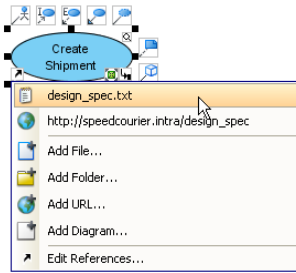 Create
Shipment
design_spec.txt
http://speedcourier.intra/design_spec
Add File...
Add Folder...
Add URL...
Add Diagram...
Edit References...